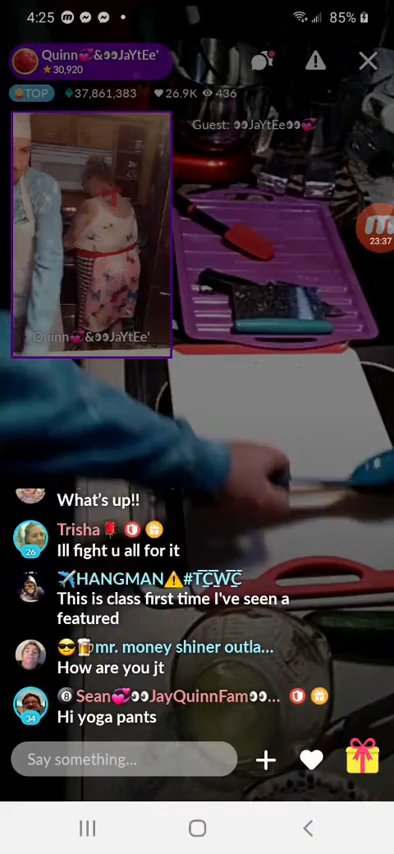 4:25
85%
Quinn💞&👀JaYtEe'
★30,920
TOP 37,861,383 26.9K 436
Guest: 👀JaYtEe👀💞
23:37
Quinn💞&👀JaYtEe'
What's up!!
Trisha🌹
26
Ill fight u all for it
✈️HANGMAN⚠️#T̲̅C̲̅W̲̅C̲̅
This is class first time I've seen a
featured
😎🍺mr. money shiner outla...
How are you jt
🎱Sean💞👀JayQuinnFam👀...
34
Hi yoga pants
Say something...